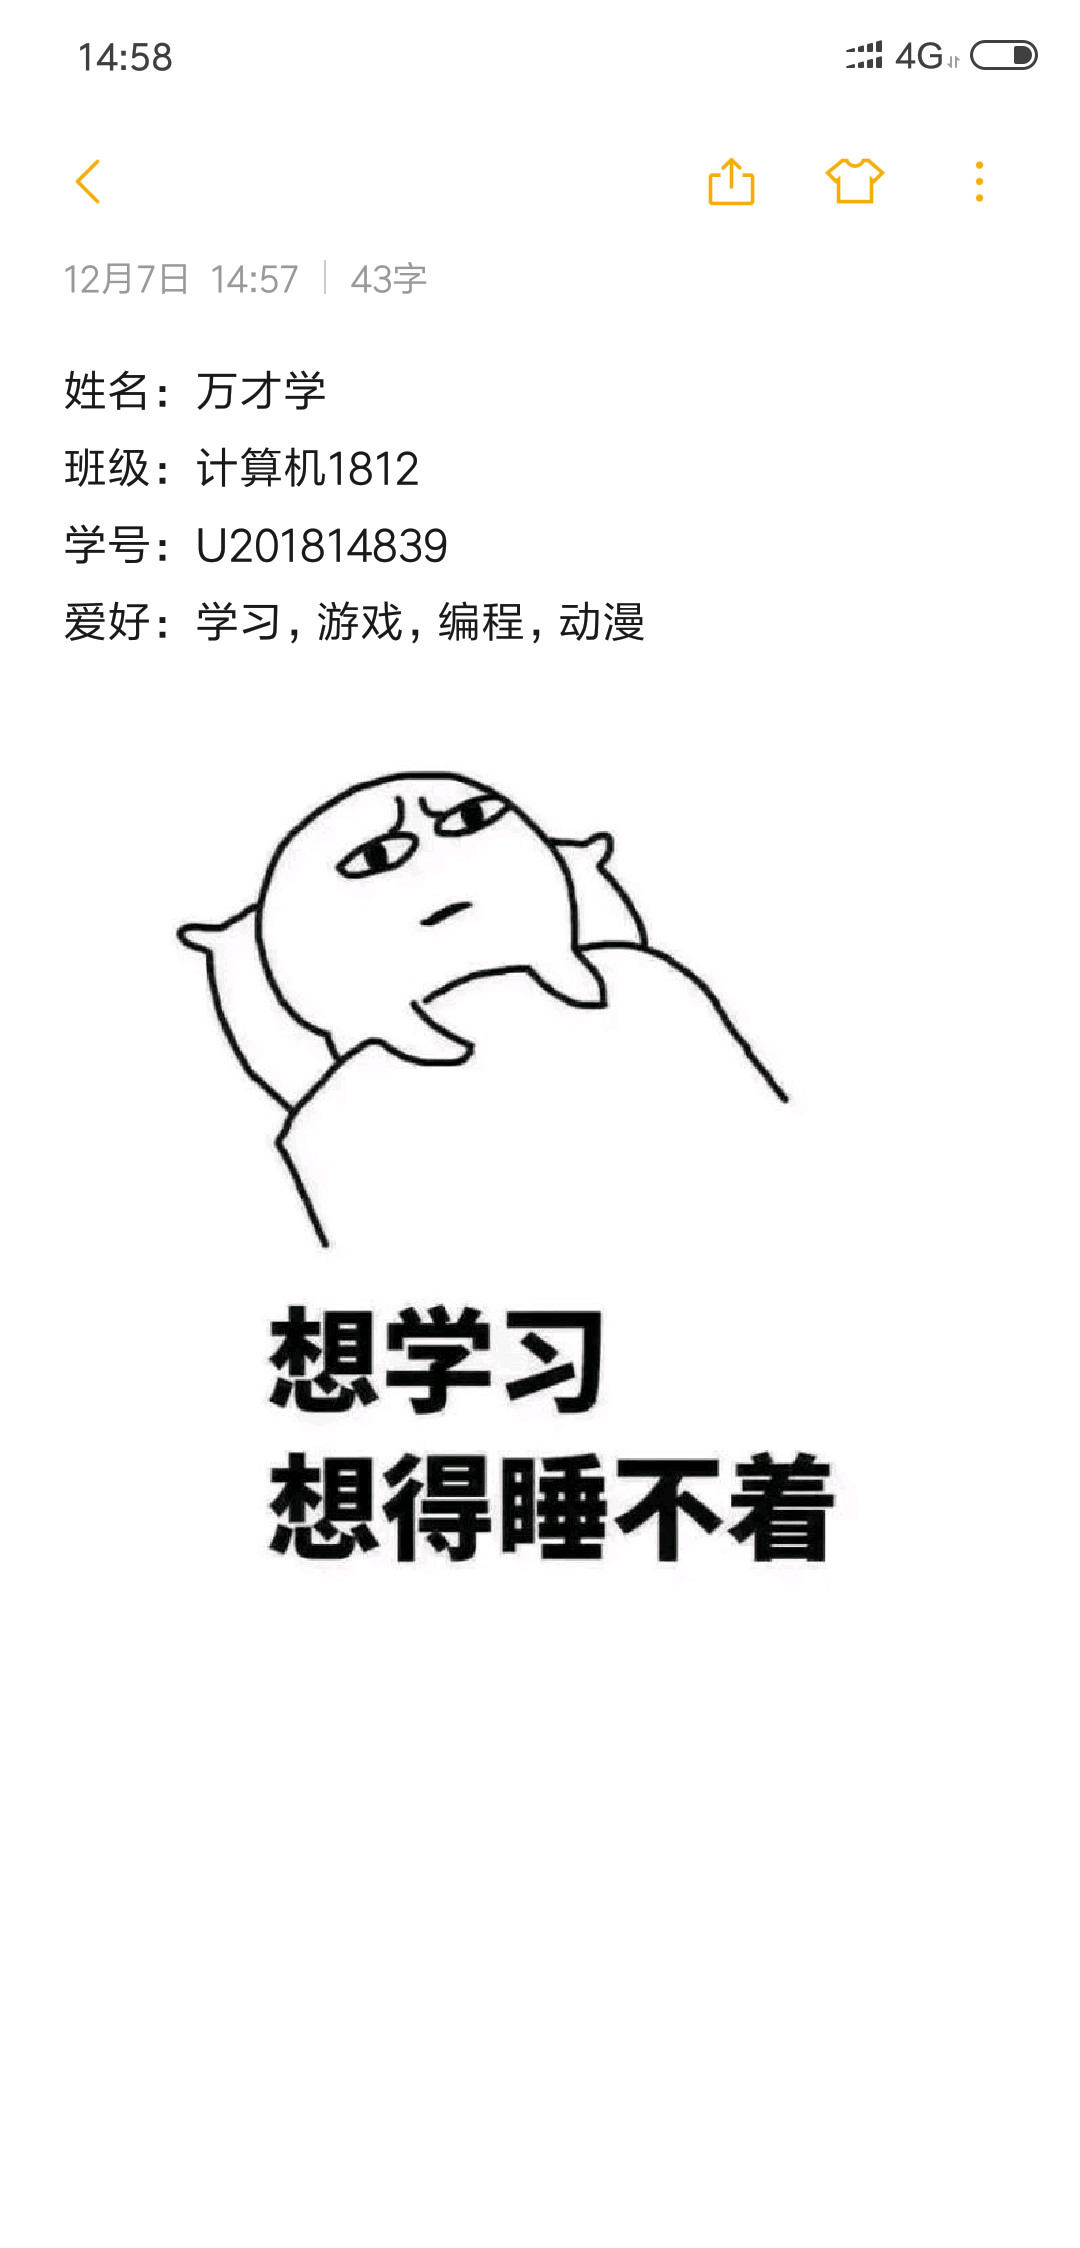 14:58 4G
12月7日 14:57 | 43字
姓名：万才学
班级：计算机1812
学号：U201814839
爱好：学习，游戏，编程，动漫
想学习
想得睡不着